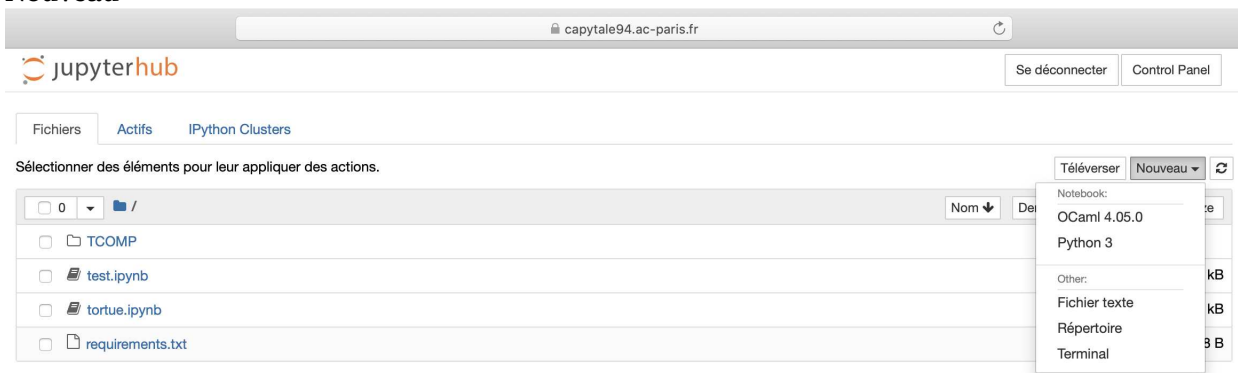 capytale94.ac-paris.fr
jupyterhub
Se déconnecter Control Panel
Fichiers Actifs IPython Clusters
Sélectionner des éléments pour leur appliquer des actions.
Téléverser Nouveau
0 / Nom
Notebook:
OCaml 4.05.0
Python 3
TCOMP
test.ipynb kB
Other:
tortue.ipynb kB
Fichier texte
Répertoire
requirements.txt B
Terminal